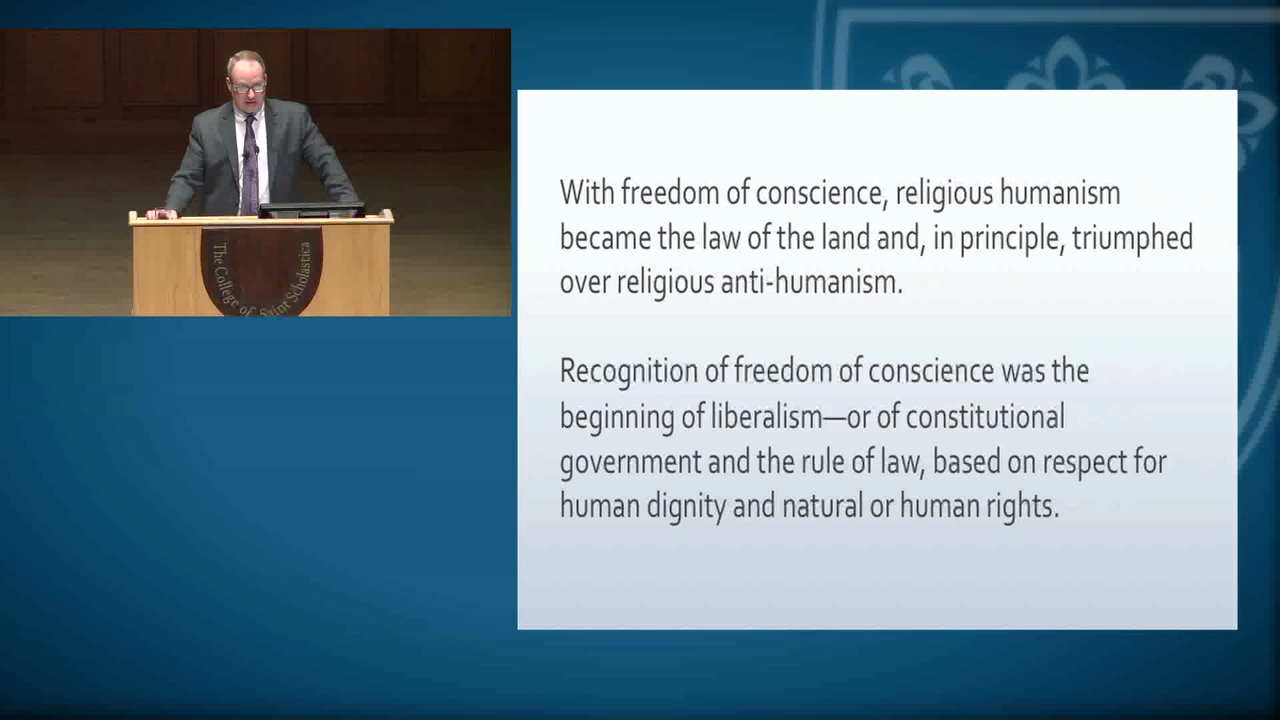 The College of Saint Scholastica
With freedom of conscience, religious humanism
became the law of the land and, in principle, triumphed
over religious anti-humanism.
Recognition of freedom of conscience was the
beginning of liberalism—or of constitutional
government and the rule of law, based on respect for
human dignity and natural or human rights.